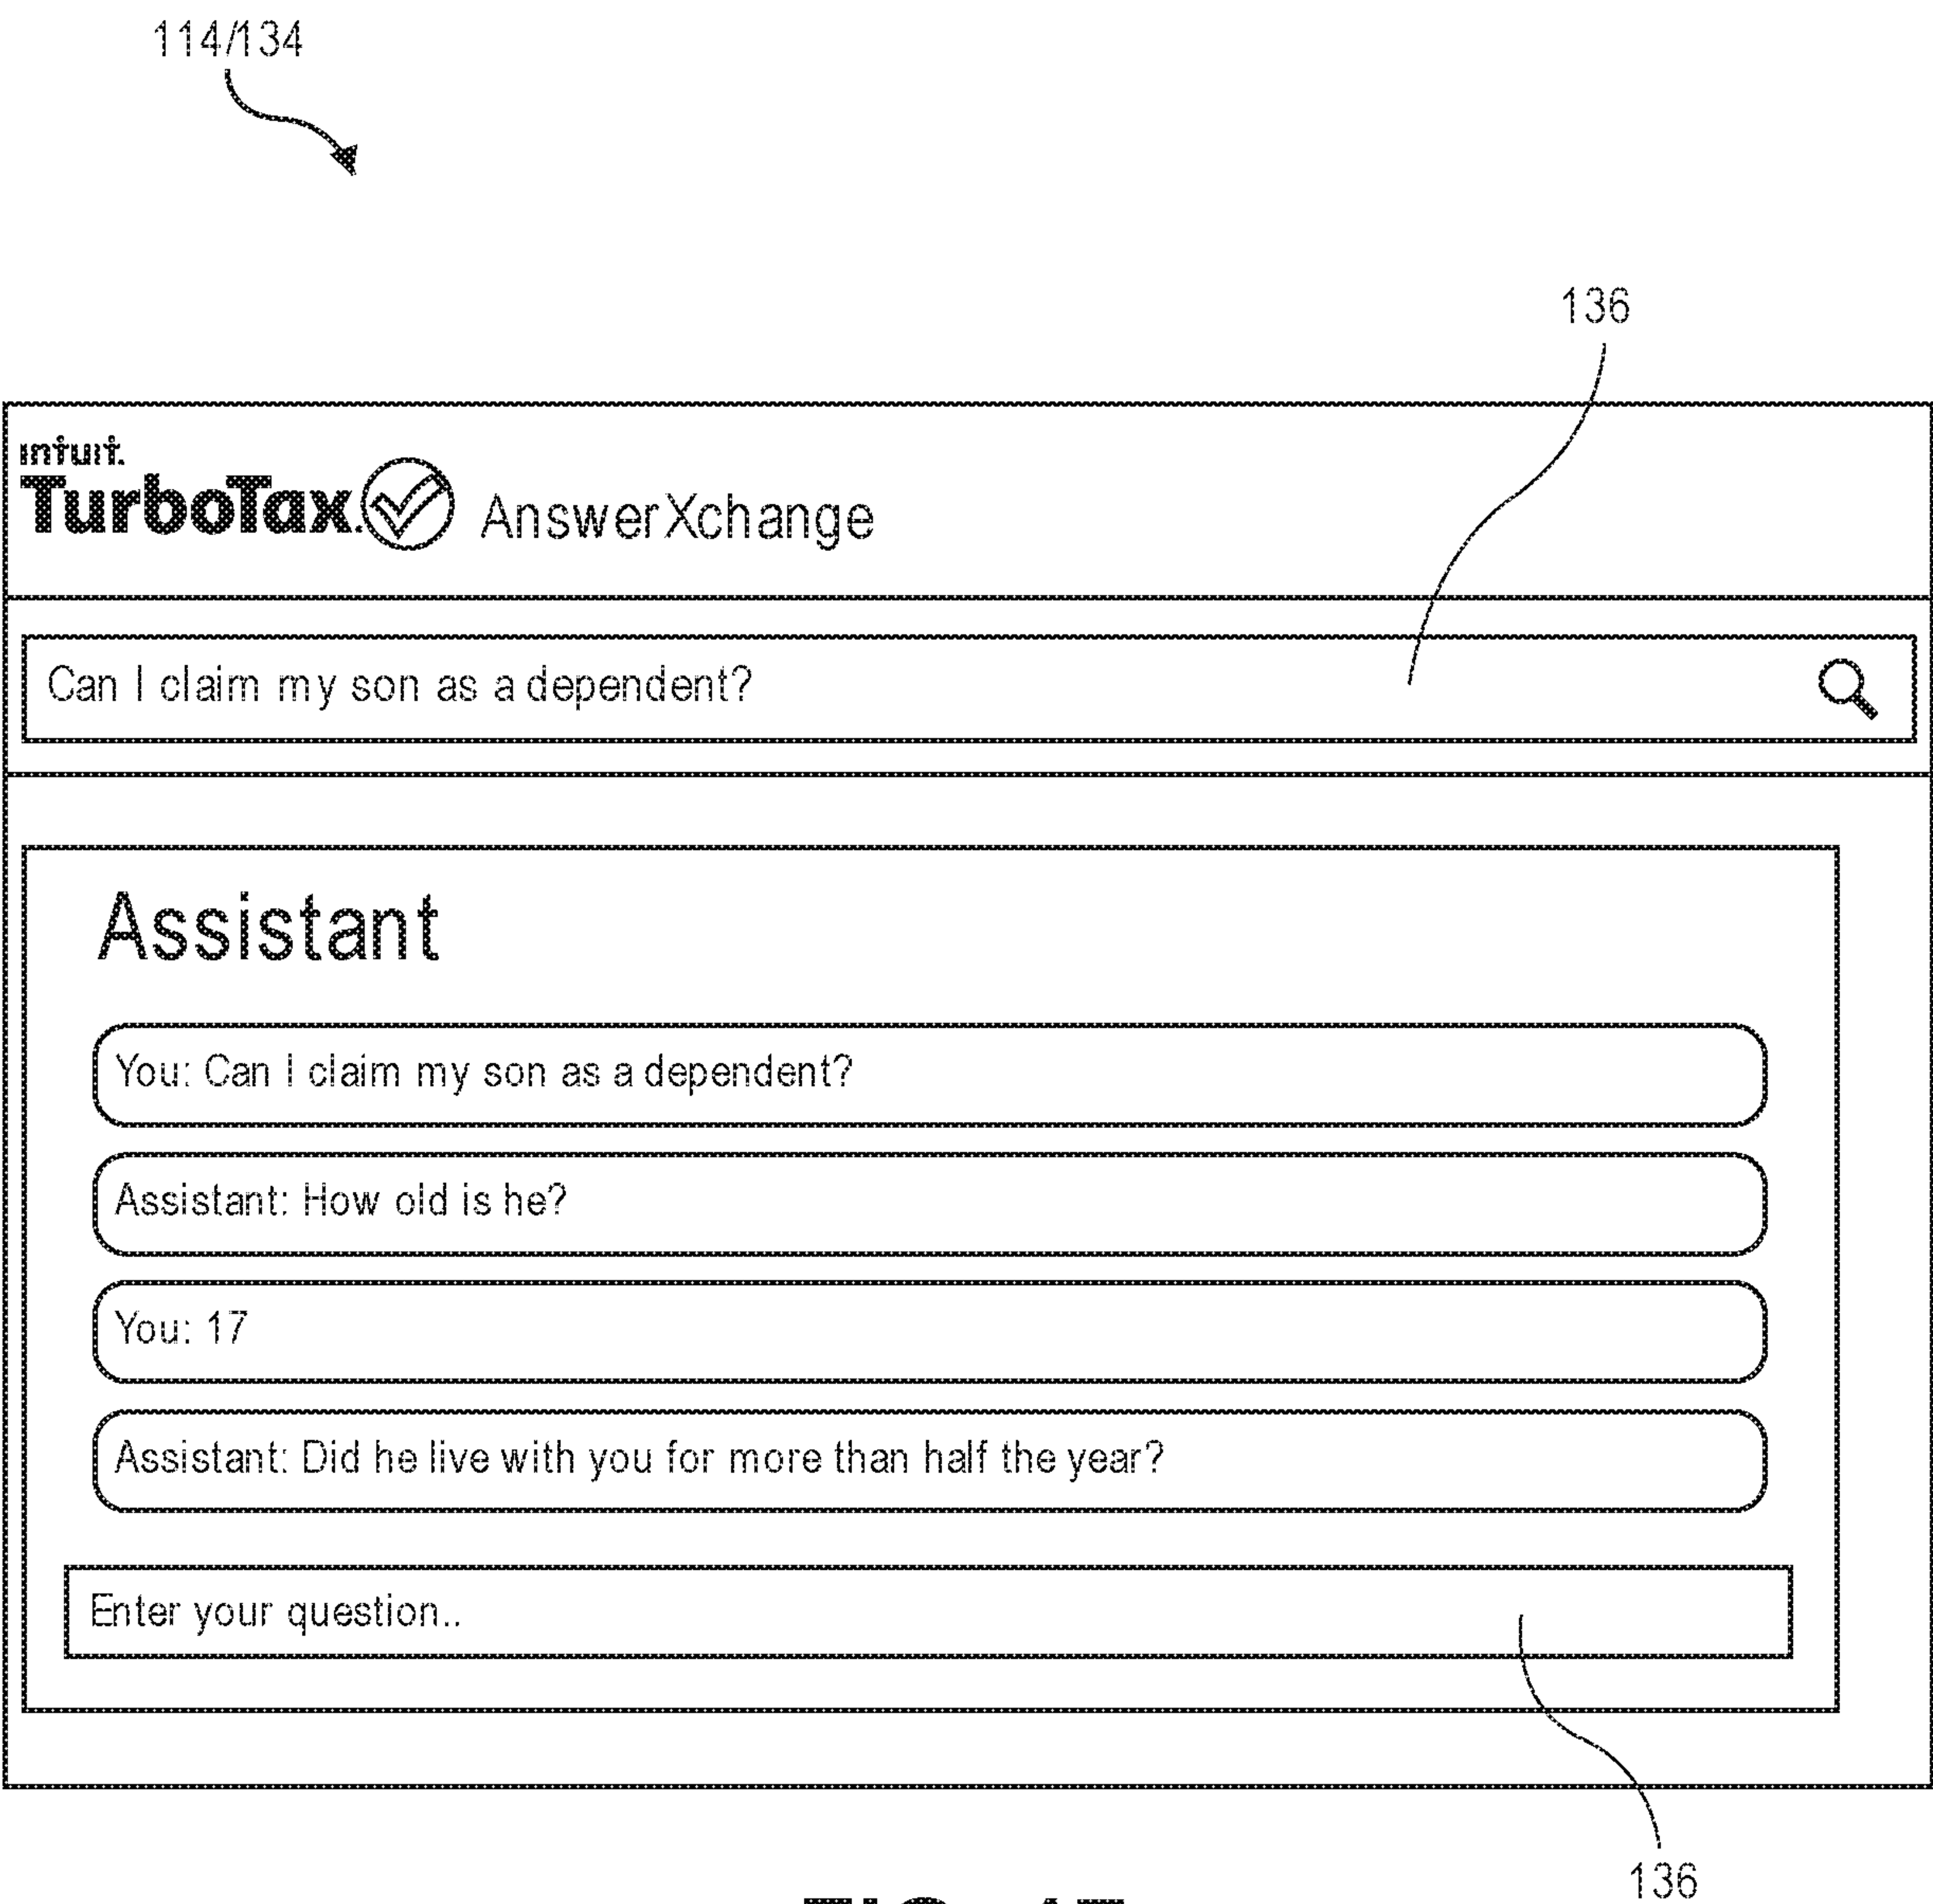 114/134
136
intuit.
TurboTax. AnswerXchange
Can I claim my son as a dependent?
Assistant
You: Can I claim my son as a dependent?
Assistant: How old is he?
You: 17
Assistant: Did he live with you for more than half the year?
Enter your question..
136